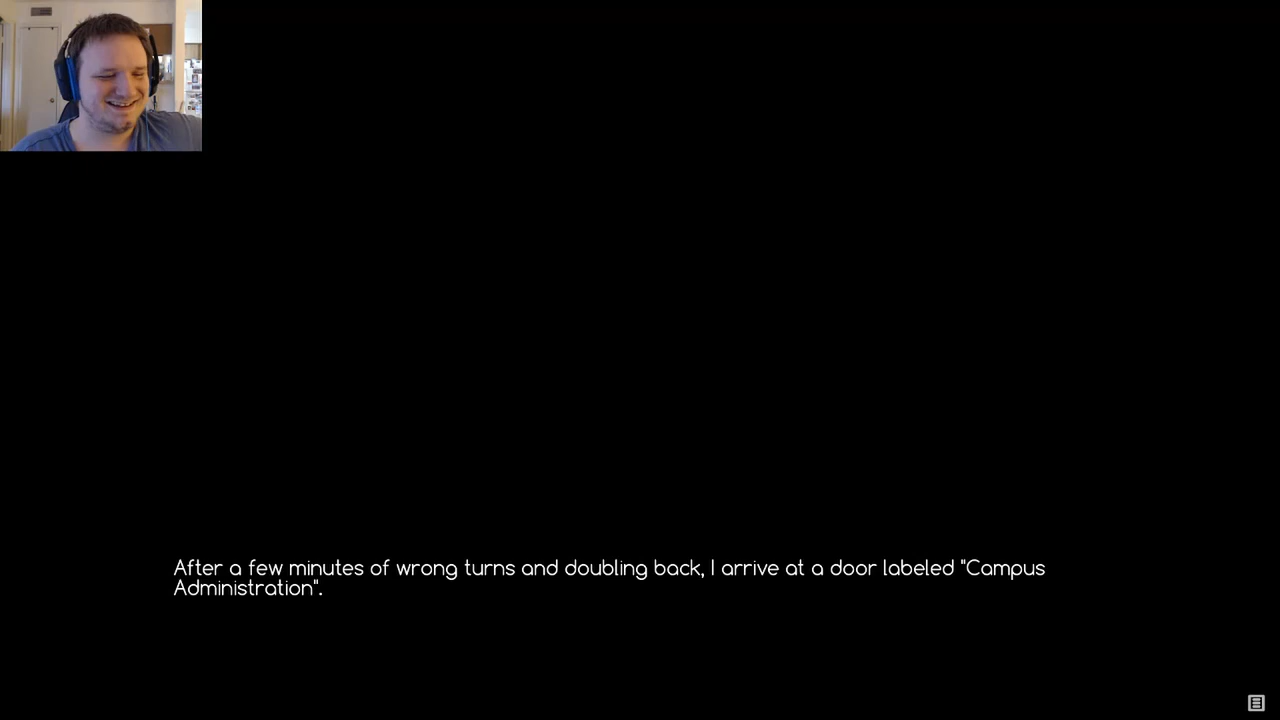 After a few minutes of wrong turns and doubling back, I arrive at a door labeled "Campus
Administration".